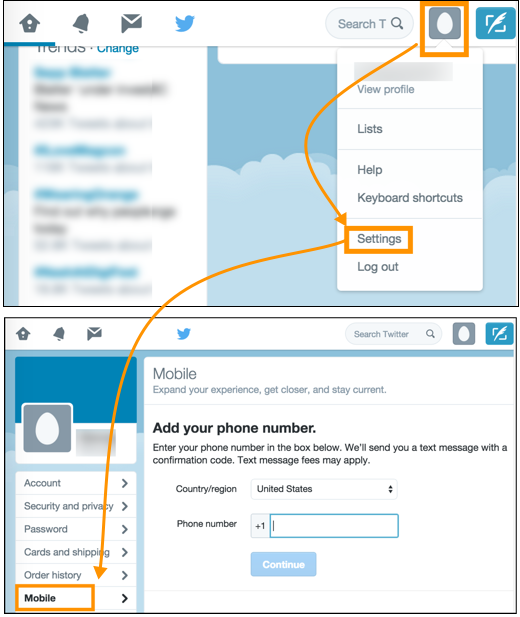 Search T
Trends · Change
View profile
Lists
Help
Keyboard shortcuts
Settings
Log out
Search Twitter
Mobile
Expand your experience, get closer, and stay current.
Add your phone number.
Enter your phone number in the box below. We'll send you a text message with a
confirmation code. Text message fees may apply.
Country/region United States
Phone number +1
Continue
Account
Security and privacy
Password
Cards and shipping
Order history
Mobile